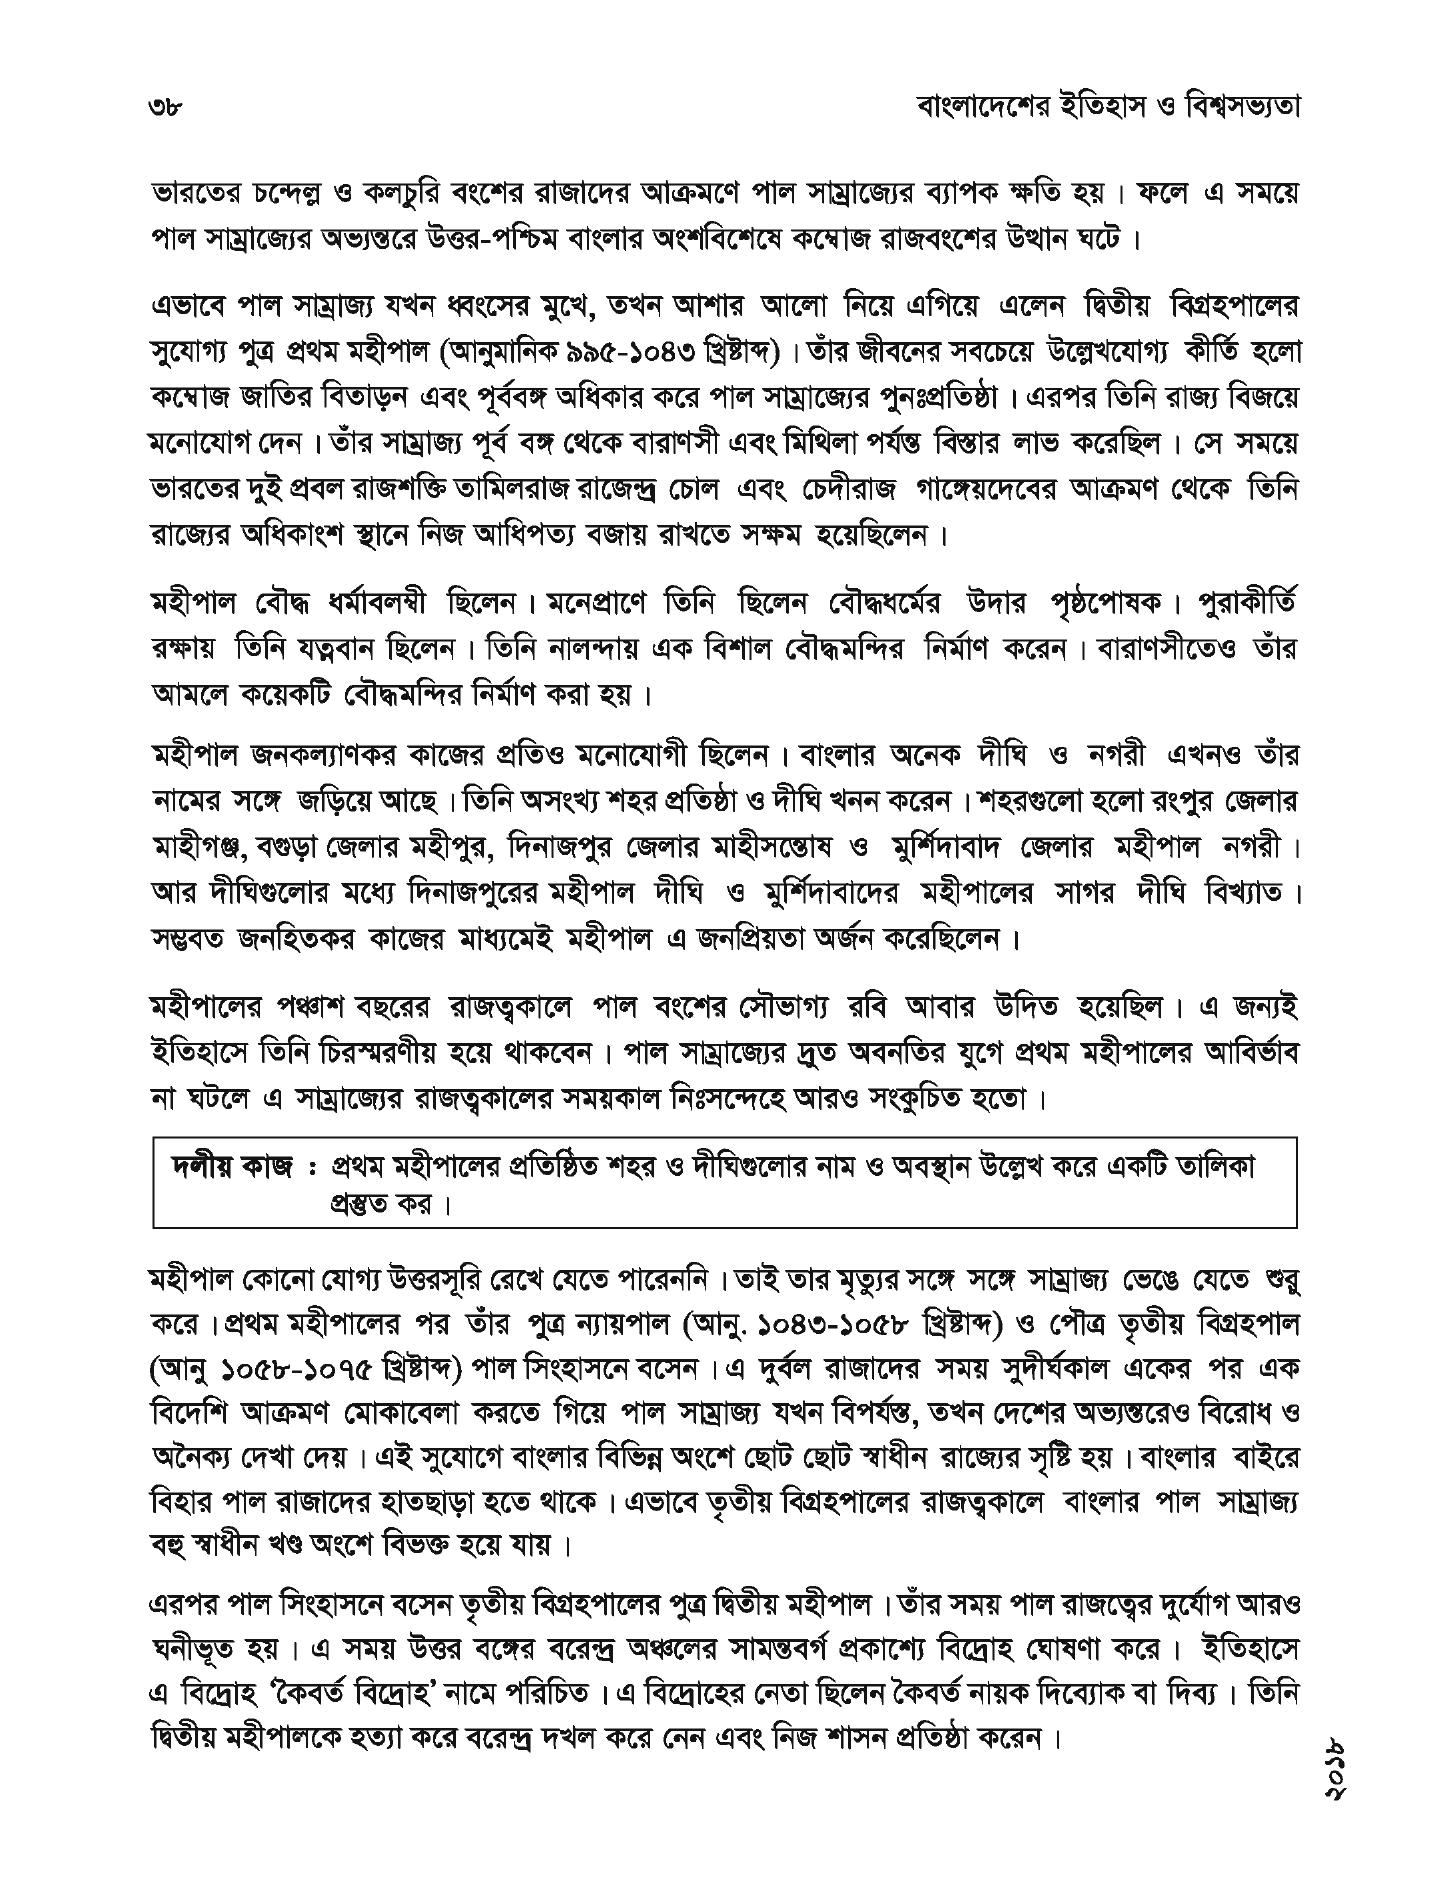 ৩৮
বাংলাদেশের ইতিহাস ও বিশ্বসভ্যতা
ভারতের চন্দেল্ল ও কলচুরি বংশের রাজাদের আক্রমণে পাল সাম্রাজ্যের ব্যাপক ক্ষতি হয়। ফলে এ সময়ে
পাল সাম্রাজ্যের অভ্যন্তরে উত্তর-পশ্চিম বাংলার অংশবিশেষে কম্বোজ রাজবংশের উত্থান ঘটে।
এভাবে পাল সাম্রাজ্য যখন ধ্বংসের মুখে, তখন আশার আলো নিয়ে এগিয়ে এলেন দ্বিতীয় বিগ্রহপালের
সুযোগ্য পুত্র প্রথম মহীপাল (আনুমানিক ৯৯৫-১০৪৩ খ্রিষ্টাব্দ)। তাঁর জীবনের সবচেয়ে উল্লেখযোগ্য কীর্তি হলো
কম্বোজ জাতির বিতাড়ন এবং পূর্ববঙ্গ অধিকার করে পাল সাম্রাজ্যের পুনঃপ্রতিষ্ঠা। এরপর তিনি রাজ্য বিজয়ে
মনোযোগ দেন। তাঁর সাম্রাজ্য পূর্ব বঙ্গ থেকে বারাণসী এবং মিথিলা পর্যন্ত বিস্তার লাভ করেছিল। সে সময়ে
ভারতের দুই প্রবল রাজশক্তি তামিলরাজ রাজেন্দ্র চোল এবং চেদীরাজ গাঙ্গেয়দেবের আক্রমণ থেকে তিনি
রাজ্যের অধিকাংশ স্থানে নিজ আধিপত্য বজায় রাখতে সক্ষম হয়েছিলেন।
মহীপাল বৌদ্ধ ধর্মাবলম্বী ছিলেন। মনেপ্রাণে তিনি ছিলেন বৌদ্ধধর্মের উদার পৃষ্ঠপোষক। পুরাকীর্তি
রক্ষায় তিনি যত্নবান ছিলেন। তিনি নালন্দায় এক বিশাল বৌদ্ধমন্দির নির্মাণ করেন। বারাণসীতেও তাঁর
আমলে কয়েকটি বৌদ্ধমন্দির নির্মাণ করা হয়।
মহীপাল জনকল্যাণকর কাজের প্রতিও মনোযোগী ছিলেন। বাংলার অনেক দীঘি ও নগরী এখনও তাঁর
নামের সঙ্গে জড়িয়ে আছে। তিনি অসংখ্য শহর প্রতিষ্ঠা ও দীঘি খনন করেন। শহরগুলো হলো রংপুর জেলার
মাহীগঞ্জ, বগুড়া জেলার মহীপুর, দিনাজপুর জেলার মাহীসন্তোষ ও মুর্শিদাবাদ জেলার মহীপাল নগরী।
আর দীঘিগুলোর মধ্যে দিনাজপুরের মহীপাল দীঘি ও মুর্শিদাবাদের মহীপালের সাগর দীঘি বিখ্যাত।
সম্ভবত জনহিতকর কাজের মাধ্যমেই মহীপাল এ জনপ্রিয়তা অর্জন করেছিলেন।
মহীপালের পঞ্চাশ বছরের রাজত্বকালে পাল বংশের সৌভাগ্য রবি আবার উদিত হয়েছিল। এ জন্যই
ইতিহাসে তিনি চিরস্মরণীয় হয়ে থাকবেন। পাল সাম্রাজ্যের দ্রুত অবনতির যুগে প্রথম মহীপালের আবির্ভাব
না ঘটলে এ সাম্রাজ্যের রাজত্বকালের সময়কাল নিঃসন্দেহে আরও সংকুচিত হতো।
দলীয় কাজ : প্রথম মহীপালের প্রতিষ্ঠিত শহর ও দীঘিগুলোর নাম ও অবস্থান উল্লেখ করে একটি তালিকা
প্রস্তুত কর।
মহীপাল কোনো যোগ্য উত্তরসূরি রেখে যেতে পারেননি। তাই তার মৃত্যুর সঙ্গে সঙ্গে সাম্রাজ্য ভেঙে যেতে শুরু
করে। প্রথম মহীপালের পর তাঁর পুত্র ন্যায়পাল (আনু. ১০৪৩-১০৫৮ খ্রিষ্টাব্দ) ও পৌত্র তৃতীয় বিগ্রহপাল
(আনু ১০৫৮-১০৭৫ খ্রিষ্টাব্দ) পাল সিংহাসনে বসেন। এ দুর্বল রাজাদের সময় সুদীর্ঘকাল একের পর এক
বিদেশি আক্রমণ মোকাবেলা করতে গিয়ে পাল সাম্রাজ্য যখন বিপর্যস্ত, তখন দেশের অভ্যন্তরেও বিরোধ ও
অনৈক্য দেখা দেয়। এই সুযোগে বাংলার বিভিন্ন অংশে ছোট ছোট স্বাধীন রাজ্যের সৃষ্টি হয়। বাংলার বাইরে
বিহার পাল রাজাদের হাতছাড়া হতে থাকে। এভাবে তৃতীয় বিগ্রহপালের রাজত্বকালে বাংলার পাল সাম্রাজ্য
বহু স্বাধীন খণ্ড অংশে বিভক্ত হয়ে যায়।
এরপর পাল সিংহাসনে বসেন তৃতীয় বিগ্রহপালের পুত্র দ্বিতীয় মহীপাল। তাঁর সময় পাল রাজত্বের দুর্যোগ আরও
ঘনীভূত হয়। এ সময় উত্তর বঙ্গের বরেন্দ্র অঞ্চলের সামন্তবর্গ প্রকাশ্যে বিদ্রোহ ঘোষণা করে। ইতিহাসে
এ বিদ্রোহ ‘কৈবর্ত বিদ্রোহ’ নামে পরিচিত। এ বিদ্রোহের নেতা ছিলেন কৈবর্ত নায়ক দিব্যোক বা দিব্য। তিনি
দ্বিতীয় মহীপালকে হত্যা করে বরেন্দ্র দখল করে নেন এবং নিজ শাসন প্রতিষ্ঠা করেন।
২০১৮